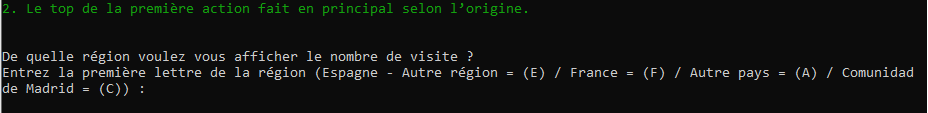 2. Le top de la première action fait en principal selon l’origine.
De quelle région voulez vous afficher le nombre de visite ?
Entrez la première lettre de la région (Espagne - Autre région = (E) / France = (F) / Autre pays = (A) / Comunidad
de Madrid = (C)) :